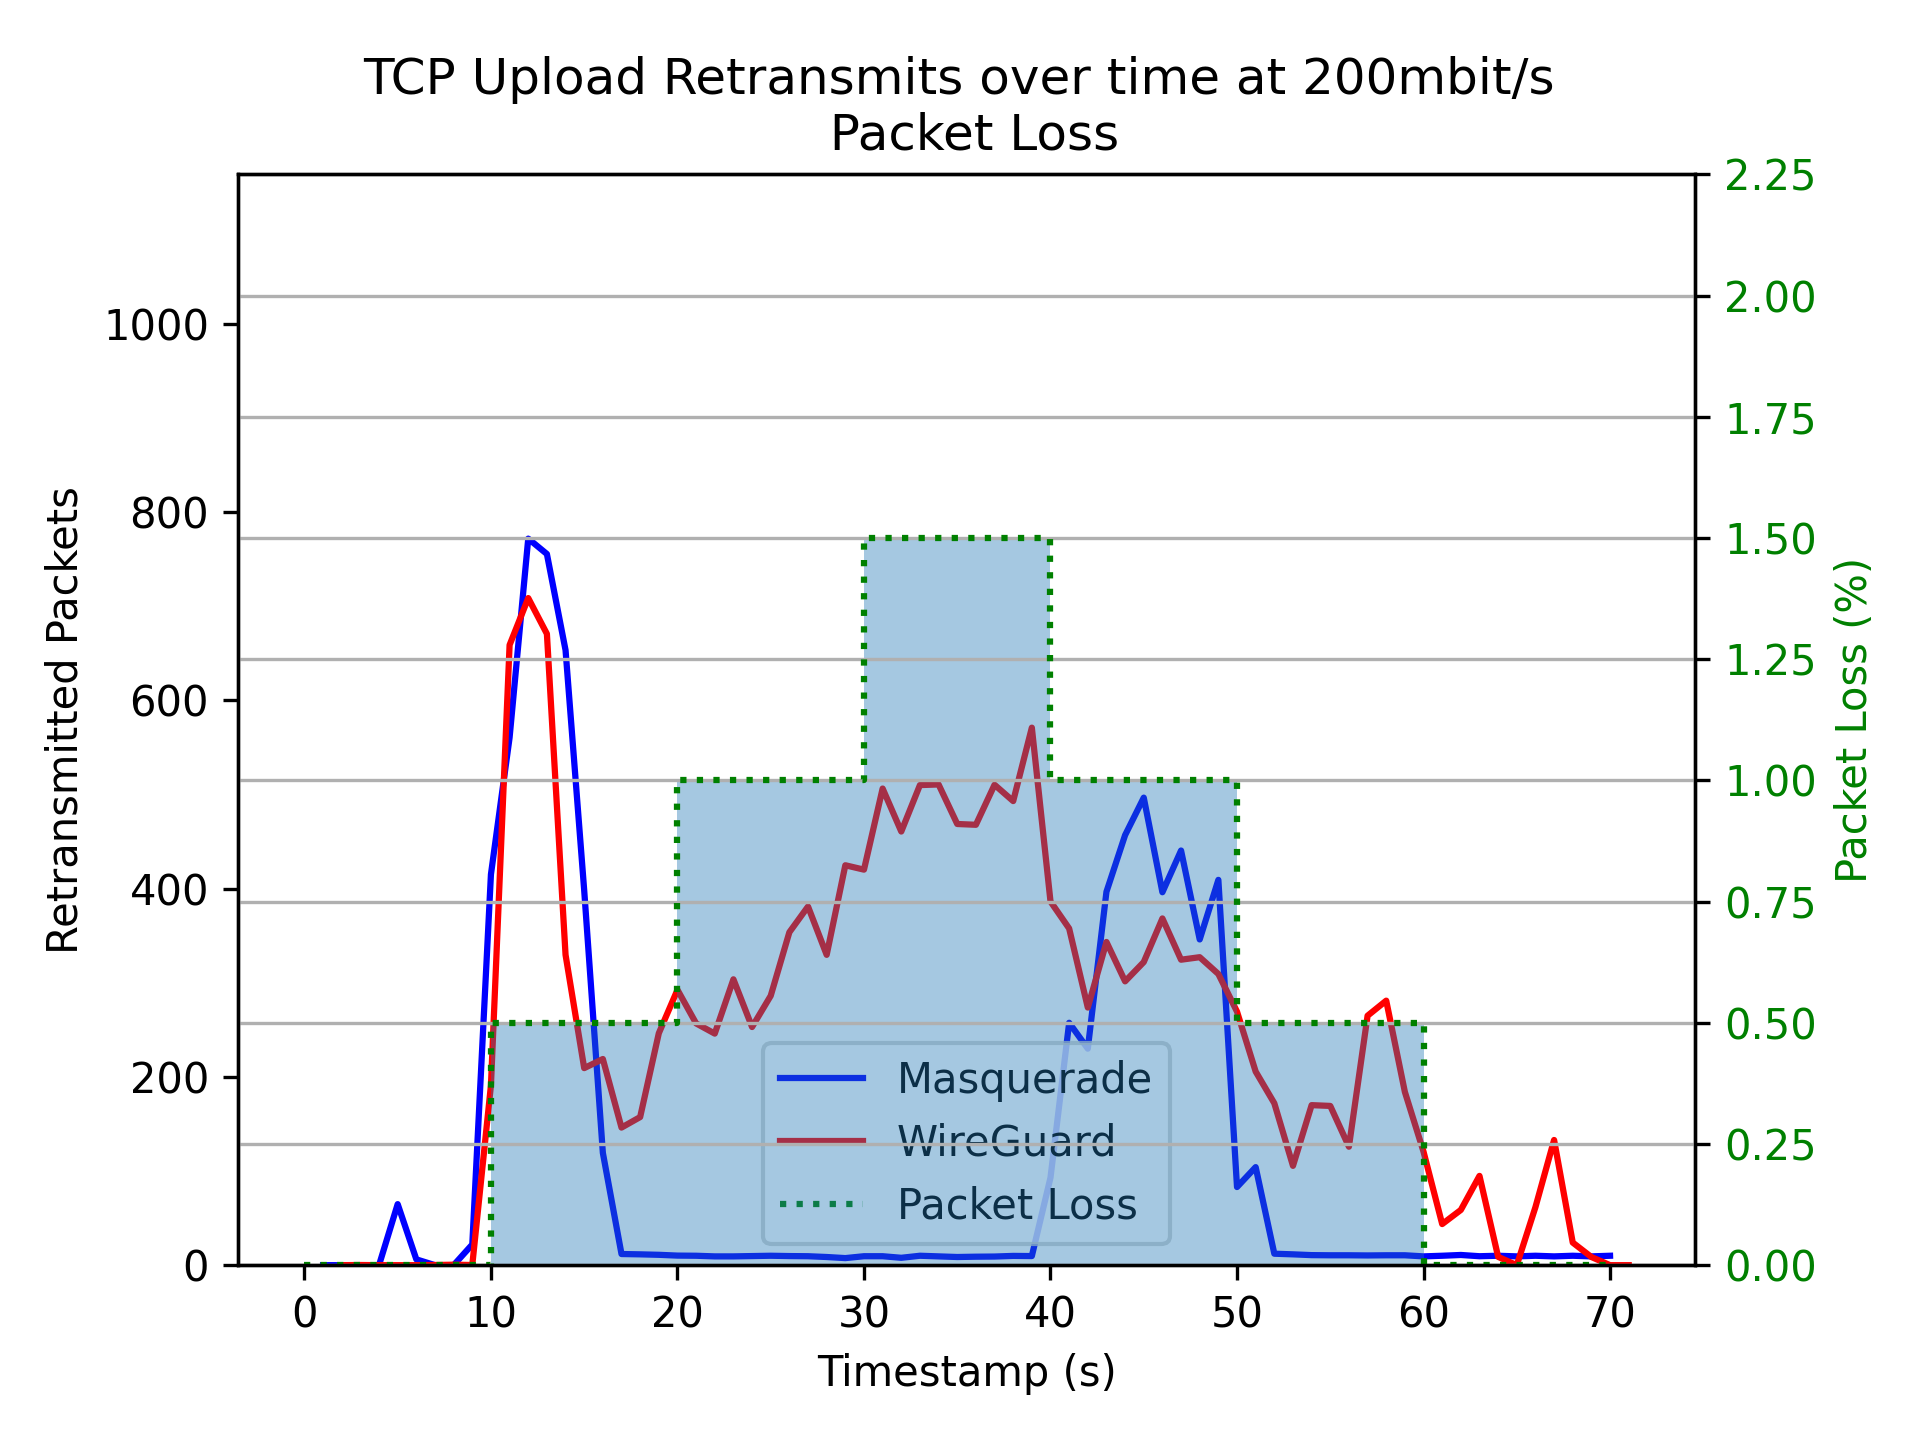 TCP Upload Retransmits over time at 200mbit/s
Packet Loss
Retransmitted Packets
1000
800
600
400
200
0
2.25
2.00
1.75
1.50
1.25
1.00
0.75
0.50
0.25
0.00
Packet Loss (%)
Masquerade
WireGuard
Packet Loss
0 10 20 30 40 50 60 70
Timestamp (s)